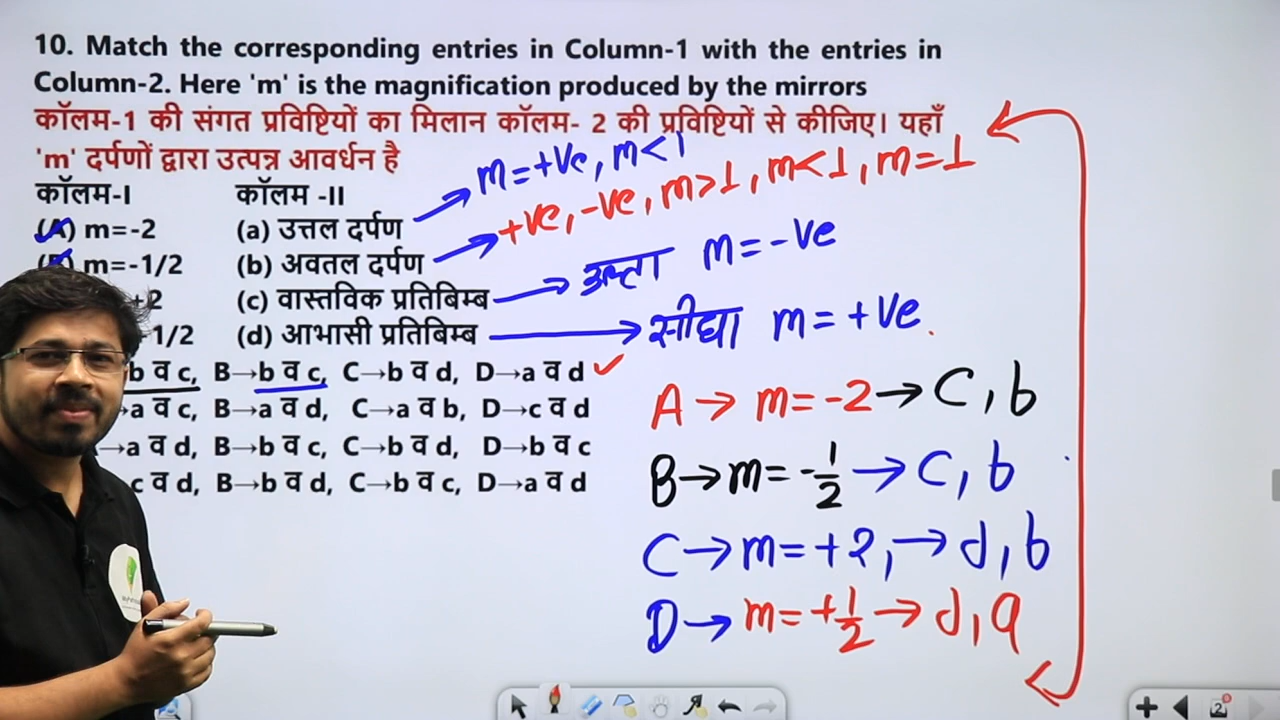 10. Match the corresponding entries in Column-1 with the entries in
Column-2. Here 'm' is the magnification produced by the mirrors
कॉलम-1 की संगत प्रविष्टियों का मिलान कॉलम- 2 की प्रविष्टियों से कीजिए। यहाँ
'm' दर्पणों द्वारा उत्पन्न आवर्धन है
कॉलम-I कॉलम -II
(A) m=-2 (a) उत्तल दर्पण → m=+ve, m<1
m=-1/2 (b) अवतल दर्पण → +ve, -ve, m>1, m<1, m=1
+2 (c) वास्तविक प्रतिबिम्ब → m=-ve
1/2 (d) आभासी प्रतिबिम्ब → सीधा m=+ve
b व c, B→b व c, C→b व d, D→a व d ✓
→a व c, B→a व d, C→a व b, D→c व d
→a व d, B→b व c, C→b व d, D→b व c
c व d, B→b व d, C→b व c, D→a व d
A → m=-2 → C, b
B → m=-1/2 → C, b
C → m=+2, → d, b
D → m=+1/2 → d, a
2